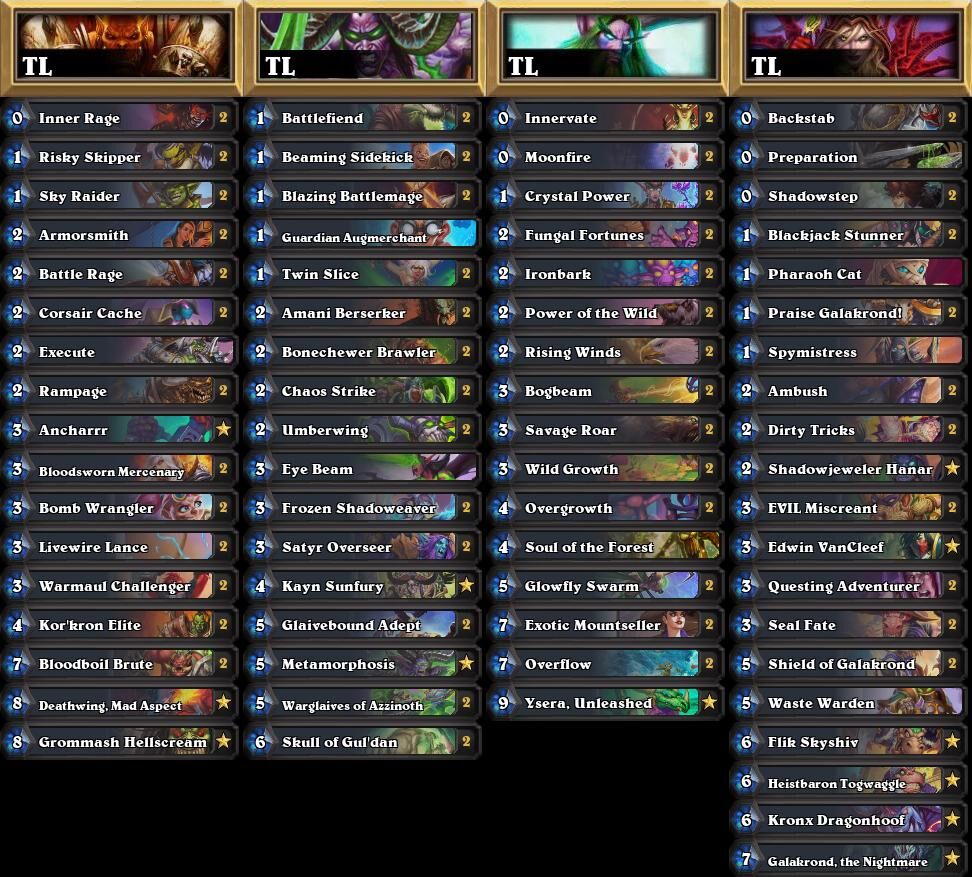 TL
0 Inner Rage 2
1 Risky Skipper 2
1 Sky Raider 2
2 Armorsmith 2
2 Battle Rage 2
2 Corsair Cache 2
2 Execute
2 Rampage 2
3 Ancharrr
3 Bloodsworn Mercenary 2
3 Bomb Wrangler 2
3 Livewire Lance 2
3 Warmaul Challenger 2
4 Kor'kron Elite 2
7 Bloodboil Brute 2
8 Deathwing, Mad Aspect
8 Grommash Hellscream
TL
1 Battlefiend 2
1 Beaming Sidekick 2
1 Blazing Battlemage 2
1 Guardian Augmerchant
1 Twin Slice 2
2 Amani Berserker 2
2 Bonechewer Brawler 2
2 Chaos Strike 2
2 Umberwing 2
3 Eye Beam
3 Frozen Shadoweaver 2
3 Satyr Overseer 2
4 Kayn Sunfury
5 Glaivebound Adept 2
5 Metamorphosis
5 Warglaives of Azzinoth 2
6 Skull of Gul'dan 2
TL
0 Innervate 2
0 Moonfire 2
1 Crystal Power 2
2 Fungal Fortunes 2
2 Ironbark 2
2 Power of the Wild 2
2 Rising Winds 2
3 Bogbeam 2
3 Savage Roar 2
3 Wild Growth 2
4 Overgrowth 2
4 Soul of the Forest
5 Glowfly Swarm 2
7 Exotic Mountseller 2
7 Overflow 2
9 Ysera, Unleashed
TL
0 Backstab 2
0 Preparation 2
0 Shadowstep 2
1 Blackjack Stunner 2
1 Pharaoh Cat
1 Praise Galakrond! 2
1 Spymistress
2 Ambush 2
2 Dirty Tricks 2
2 Shadowjeweler Hanar
3 EVIL Miscreant 2
3 Edwin VanCleef
3 Questing Adventurer 2
3 Seal Fate 2
5 Shield of Galakrond 2
5 Waste Warden
6 Flik Skyshiv
6 Heistbaron Togwaggle
6 Kronx Dragonhoof
7 Galakrond, the Nightmare